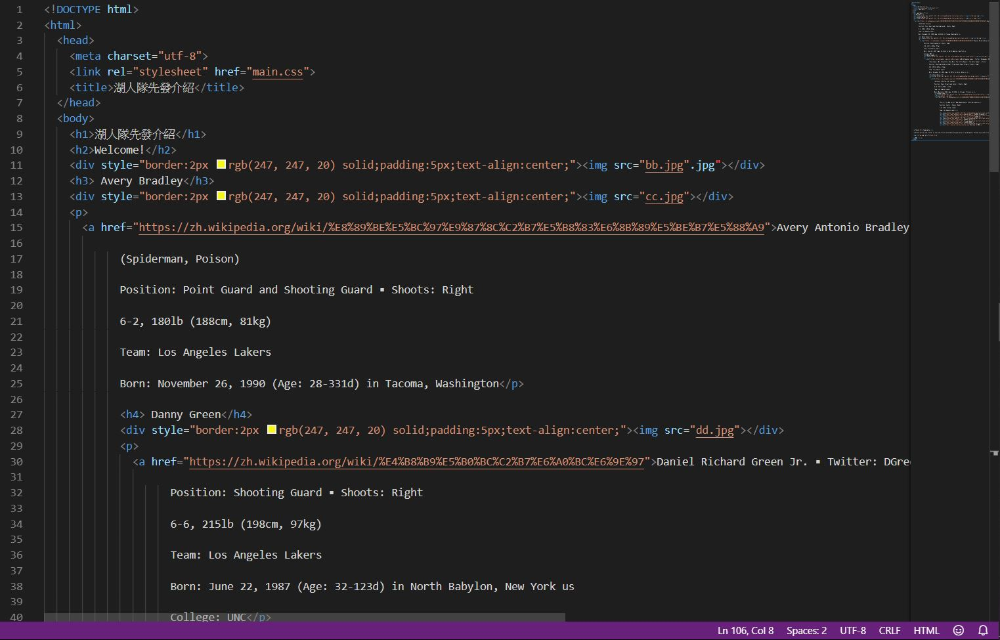 1 <!DOCTYPE html>
2 <html>
3 <head>
4 <meta charset="utf-8">
5 <link rel="stylesheet" href="main.css">
6 <title>湖人隊先發介紹</title>
7 </head>
8 <body>
9 <h1>湖人隊先發介紹</h1>
10 <h2>Welcome!</h2>
11 <div style="border:2px rgb(247, 247, 20) solid;padding:5px;text-align:center;"><img src="bb.jpg".jpg"></div>
12 <h3> Avery Bradley</h3>
13 <div style="border:2px rgb(247, 247, 20) solid;padding:5px;text-align:center;"><img src="cc.jpg"></div>
14 <p>
15 <a href="https://zh.wikipedia.org/wiki/%E8%89%BE%E5%BC%97%E9%87%8C%C2%B7%E5%B8%83%E6%8B%89%E5%BE%B7%E5%88%A9">Avery Antonio Bradley
16
17 (Spiderman, Poison)
18
19 Position: Point Guard and Shooting Guard ▪ Shoots: Right
20
21 6-2, 180lb (188cm, 81kg)
22
23 Team: Los Angeles Lakers
24
25 Born: November 26, 1990 (Age: 28-331d) in Tacoma, Washington</p>
26
27 <h4> Danny Green</h4>
28 <div style="border:2px rgb(247, 247, 20) solid;padding:5px;text-align:center;"><img src="dd.jpg"></div>
29 <p>
30 <a href="https://zh.wikipedia.org/wiki/%E4%B8%B9%E5%B0%BC%C2%B7%E6%A0%BC%E6%9E%97">Daniel Richard Green Jr. ▪ Twitter: DGre
31
32 Position: Shooting Guard ▪ Shoots: Right
33
34 6-6, 215lb (198cm, 97kg)
35
36 Team: Los Angeles Lakers
37
38 Born: June 22, 1987 (Age: 32-123d) in North Babylon, New York us
39
40 College: UNC</p>
Ln 106, Col 8 Spaces: 2 UTF-8 CRLF HTML